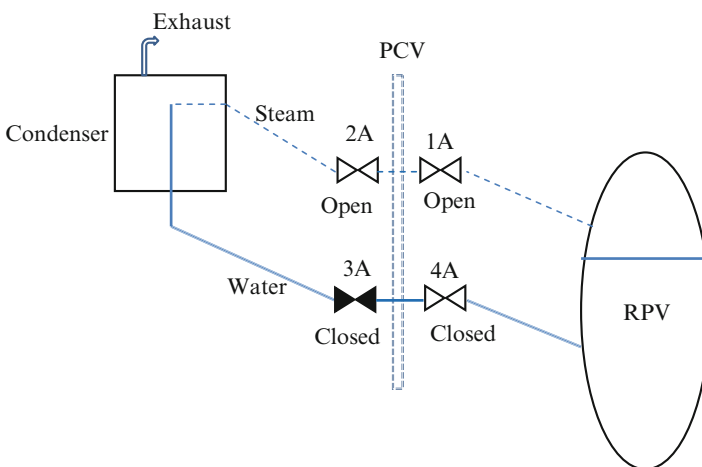 Exhaust
PCV
Condenser
Steam
2A
1A
Open
Open
Water
3A
4A
Closed
Closed
RPV